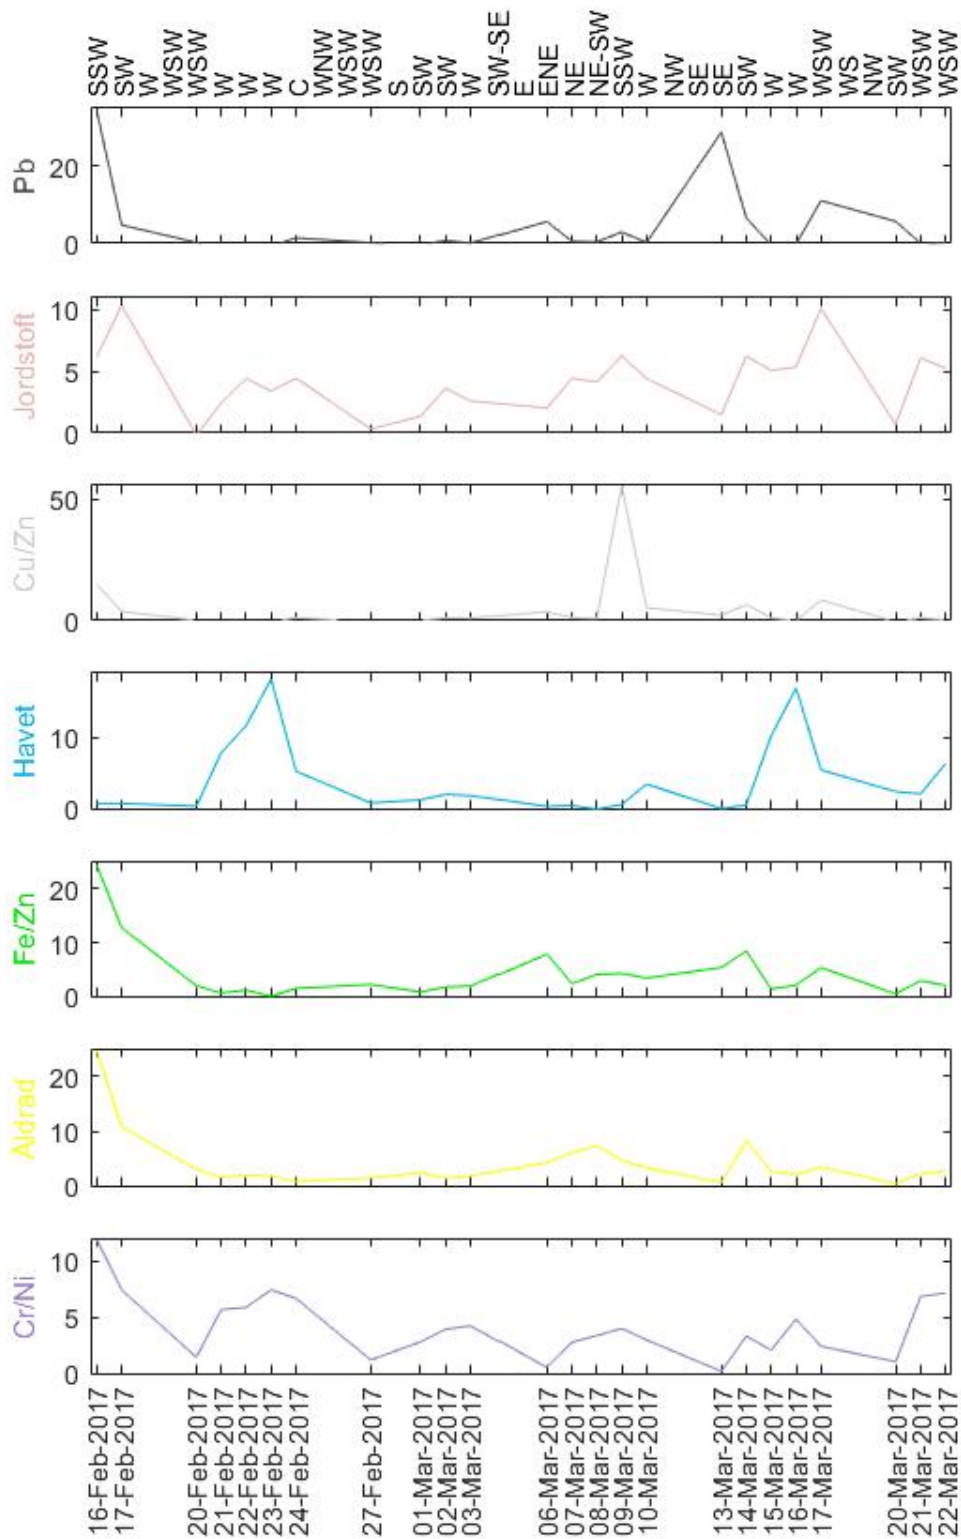 SSW
SW
W
WSW
WSW
W
W
W
C
WNW
WSW
WSW
S
SW
SW
W
SW-SE
E
ENE
NE
NE-SW
SSW
W
NW
SE
SE
SW
W
W
WSW
WS
NW
SW
WSW
WSW
Pb
20
0
Jordstoft
10
5
0
Cu/Zn
50
0
Havet
10
0
Fe/Zn
20
10
0
Åldrad
20
10
0
Cr/Ni
10
5
0
16-Feb-2017
17-Feb-2017
20-Feb-2017
21-Feb-2017
22-Feb-2017
23-Feb-2017
24-Feb-2017
27-Feb-2017
01-Mar-2017
02-Mar-2017
03-Mar-2017
06-Mar-2017
07-Mar-2017
08-Mar-2017
09-Mar-2017
10-Mar-2017
13-Mar-2017
14-Mar-2017
15-Mar-2017
16-Mar-2017
17-Mar-2017
20-Mar-2017
21-Mar-2017
22-Mar-2017